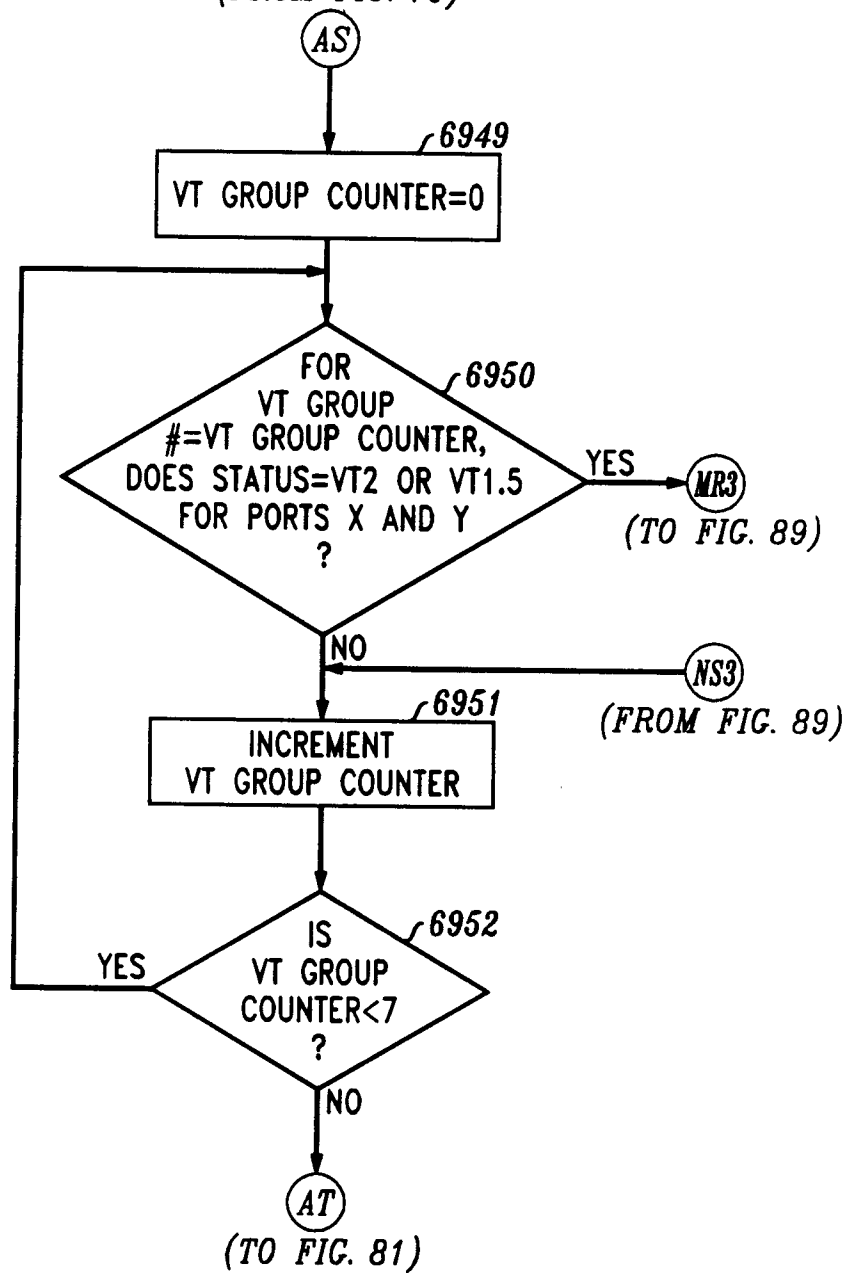 AS
6949
VT GROUP COUNTER=0
FOR
VT GROUP
#=VT GROUP COUNTER,
DOES STATUS=VT2 OR VT1.5
FOR PORTS X AND Y
?
6950
YES
MR3
(TO FIG. 89)
NO
NS3
(FROM FIG. 89)
6951
INCREMENT
VT GROUP COUNTER
6952
IS
VT GROUP
COUNTER<7
?
YES
NO
AT
(TO FIG. 81)